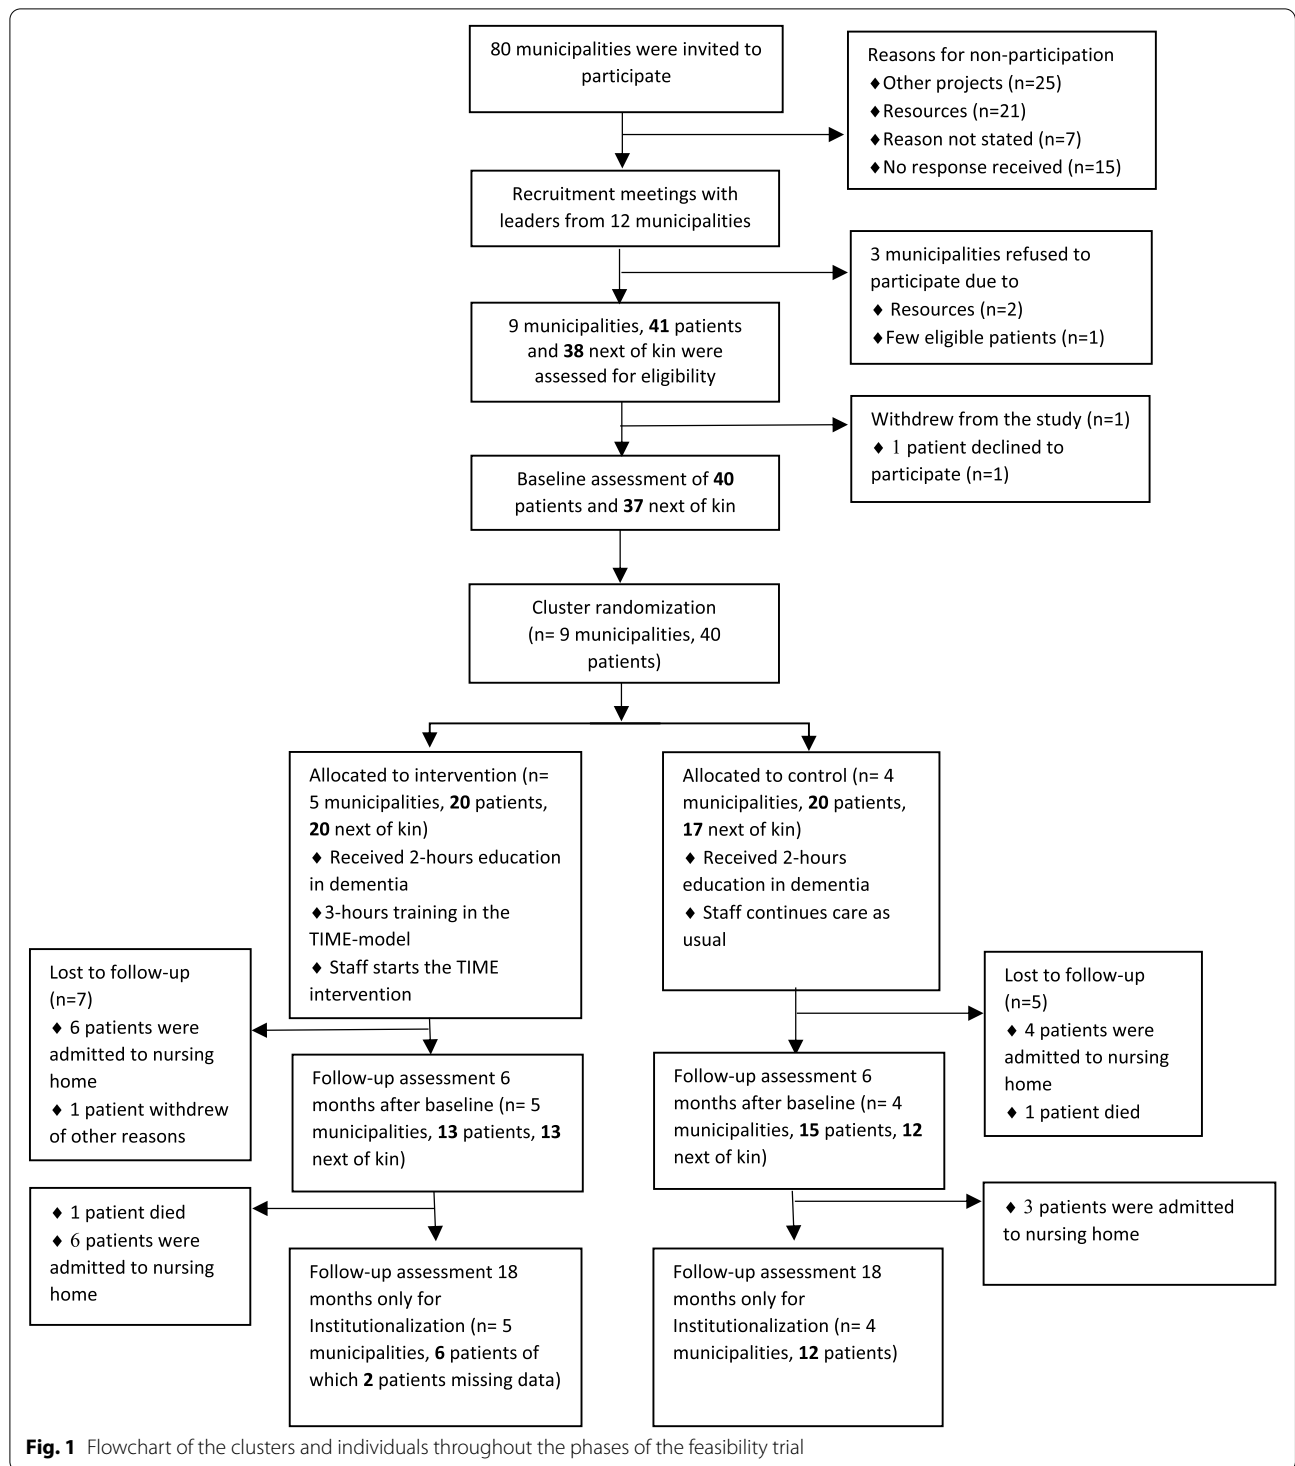 80 municipalities were invited to
participate
Reasons for non-participation
♦Other projects (n=25)
♦Resources (n=21)
♦Reason not stated (n=7)
♦No response received (n=15)
Recruitment meetings with
leaders from 12 municipalities
3 municipalities refused to
participate due to
♦ Resources (n=2)
♦Few eligible patients (n=1)
9 municipalities, 41 patients
and 38 next of kin were
assessed for eligibility
Withdrew from the study (n=1)
♦ 1 patient declined to
participate (n=1)
Baseline assessment of 40
patients and 37 next of kin
Cluster randomization
(n= 9 municipalities, 40
patients)
Allocated to intervention (n=
5 municipalities, 20 patients,
20 next of kin)
♦ Received 2-hours education
in dementia
♦3-hours training in the
TIME-model
♦ Staff starts the TIME
intervention
Allocated to control (n= 4
municipalities, 20 patients,
17 next of kin)
♦ Received 2-hours
education in dementia
♦ Staff continues care as
usual
Lost to follow-up
(n=7)
♦ 6 patients were
admitted to nursing
home
♦ 1 patient withdrew
of other reasons
Lost to follow-up
(n=5)
♦ 4 patients were
admitted to nursing
home
♦ 1 patient died
Follow-up assessment 6
months after baseline (n= 5
municipalities, 13 patients, 13
next of kin)
Follow-up assessment 6
months after baseline (n= 4
municipalities, 15 patients, 12
next of kin)
♦ 1 patient died
♦ 6 patients were
admitted to nursing
home
♦ 3 patients were admitted
to nursing home
Follow-up assessment 18
months only for
Institutionalization (n= 5
municipalities, 6 patients of
which 2 patients missing data)
Follow-up assessment 18
months only for
Institutionalization (n= 4
municipalities, 12 patients)
Fig. 1 Flowchart of the clusters and individuals throughout the phases of the feasibility trial